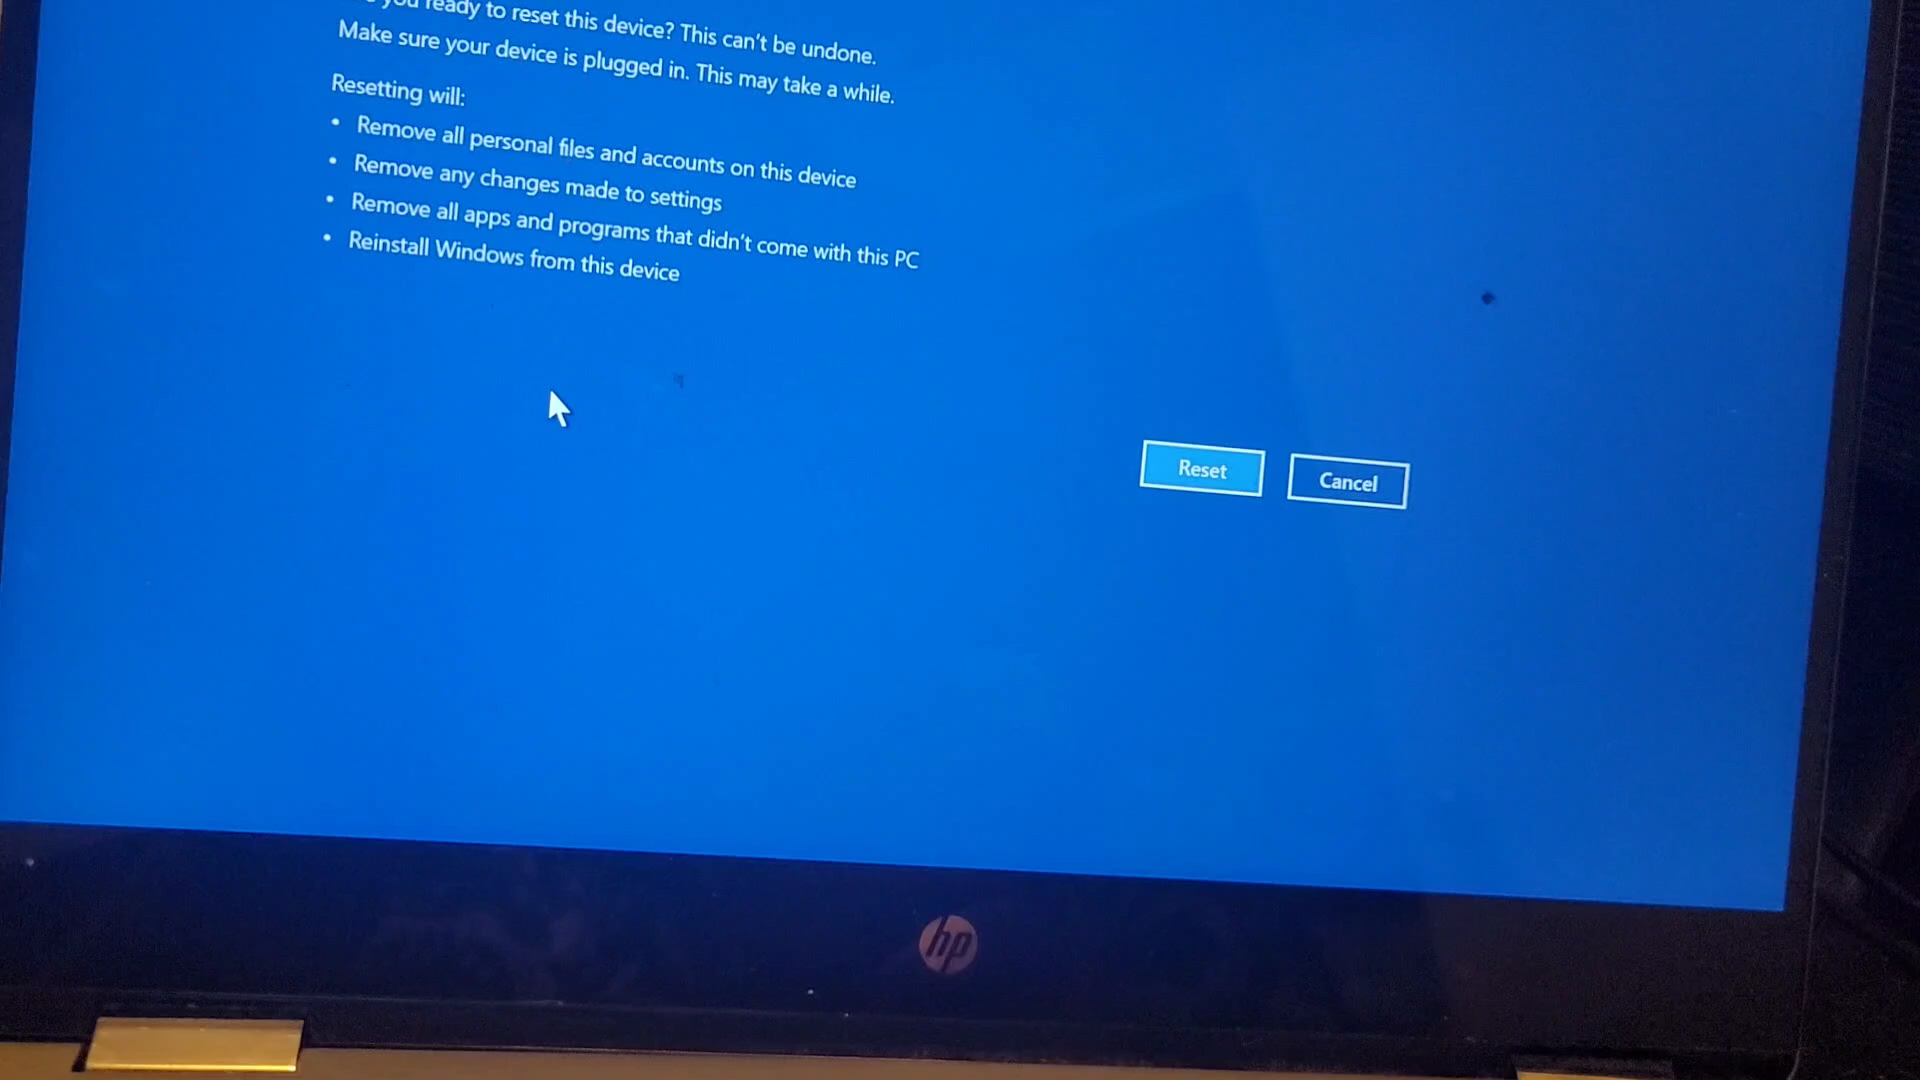 you ready to reset this device? This can't be undone.
Make sure your device is plugged in. This may take a while.
Resetting will:
• Remove all personal files and accounts on this device
• Remove any changes made to settings
• Remove all apps and programs that didn't come with this PC
• Reinstall Windows from this device
Reset
Cancel
hp